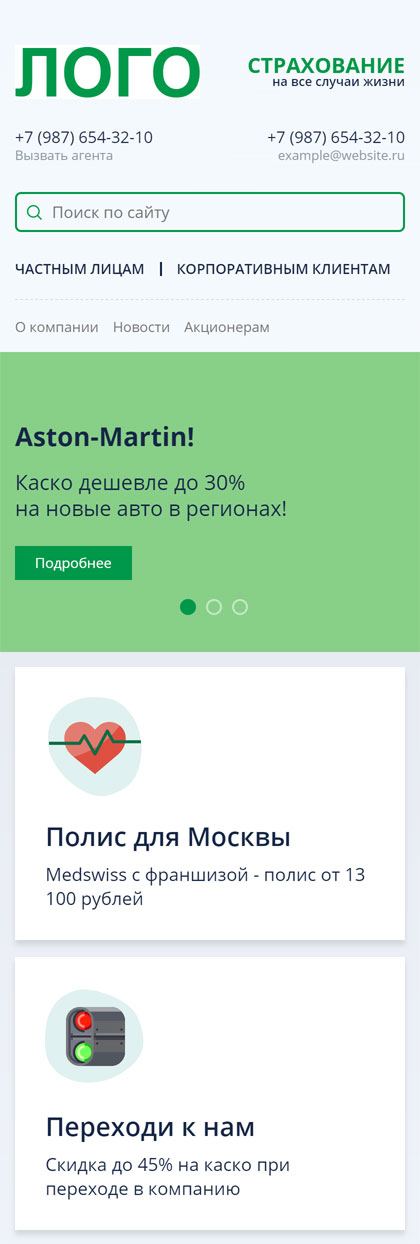 ЛОГО
СТРАХОВАНИЕ
на все случаи жизни
+7 (987) 654-32-10
Вызвать агента
+7 (987) 654-32-10
example@website.ru
Поиск по сайту
ЧАСТНЫМ ЛИЦАМ | КОРПОРАТИВНЫМ КЛИЕНТАМ
О компании Новости Акционерам
Aston-Martin!
Каско дешевле до 30%
на новые авто в регионах!
Подробнее
Полис для Москвы
Medswiss с франшизой - полис от 13
100 рублей
Переходи к нам
Скидка до 45% на каско при
переходе в компанию